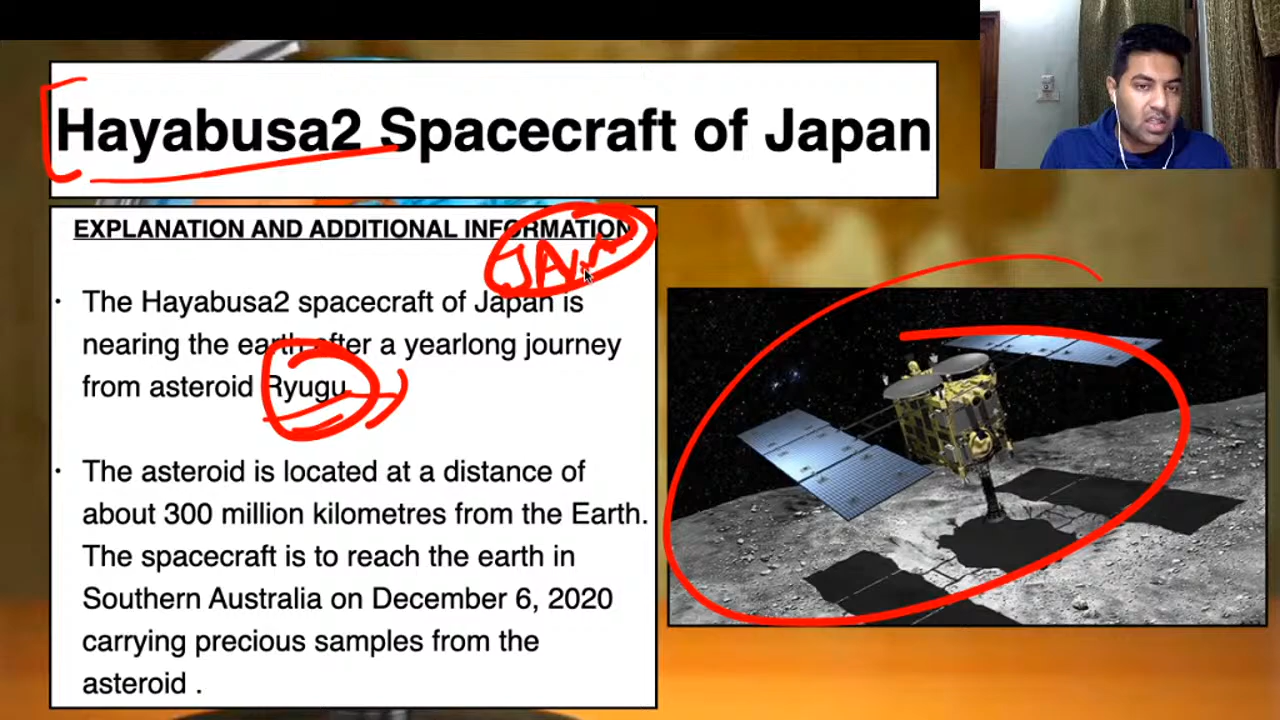 Hayabusa2 Spacecraft of Japan
EXPLANATION AND ADDITIONAL INFORMATION
• The Hayabusa2 spacecraft of Japan is
nearing the earth after a yearlong journey
from asteroid Ryugu.
• The asteroid is located at a distance of
about 300 million kilometres from the Earth.
The spacecraft is to reach the earth in
Southern Australia on December 6, 2020
carrying precious samples from the
asteroid .